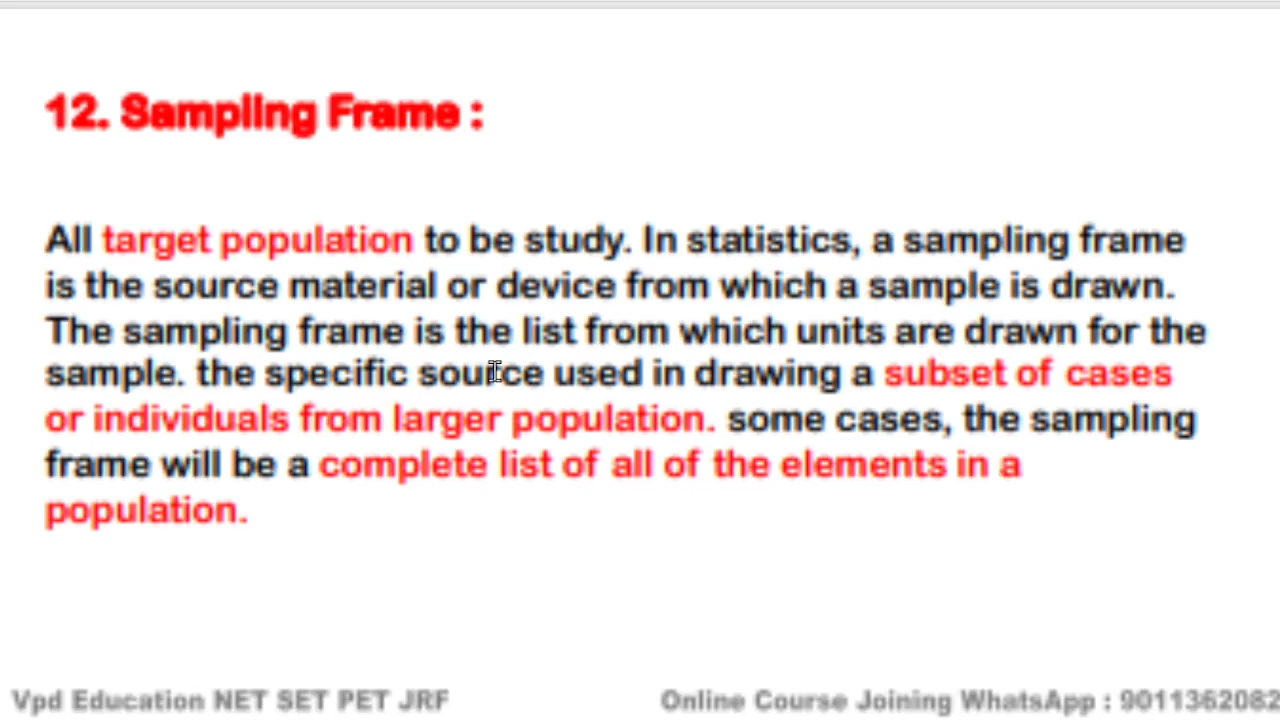 12. Sampling Frame :
All target population to be study. In statistics, a sampling frame
is the source material or device from which a sample is drawn.
The sampling frame is the list from which units are drawn for the
sample. the specific source used in drawing a subset of cases
or individuals from larger population. some cases, the sampling
frame will be a complete list of all of the elements in a
population.
Vpd Education NET SET PET JRF
Online Course Joining WhatsApp : 9011362082